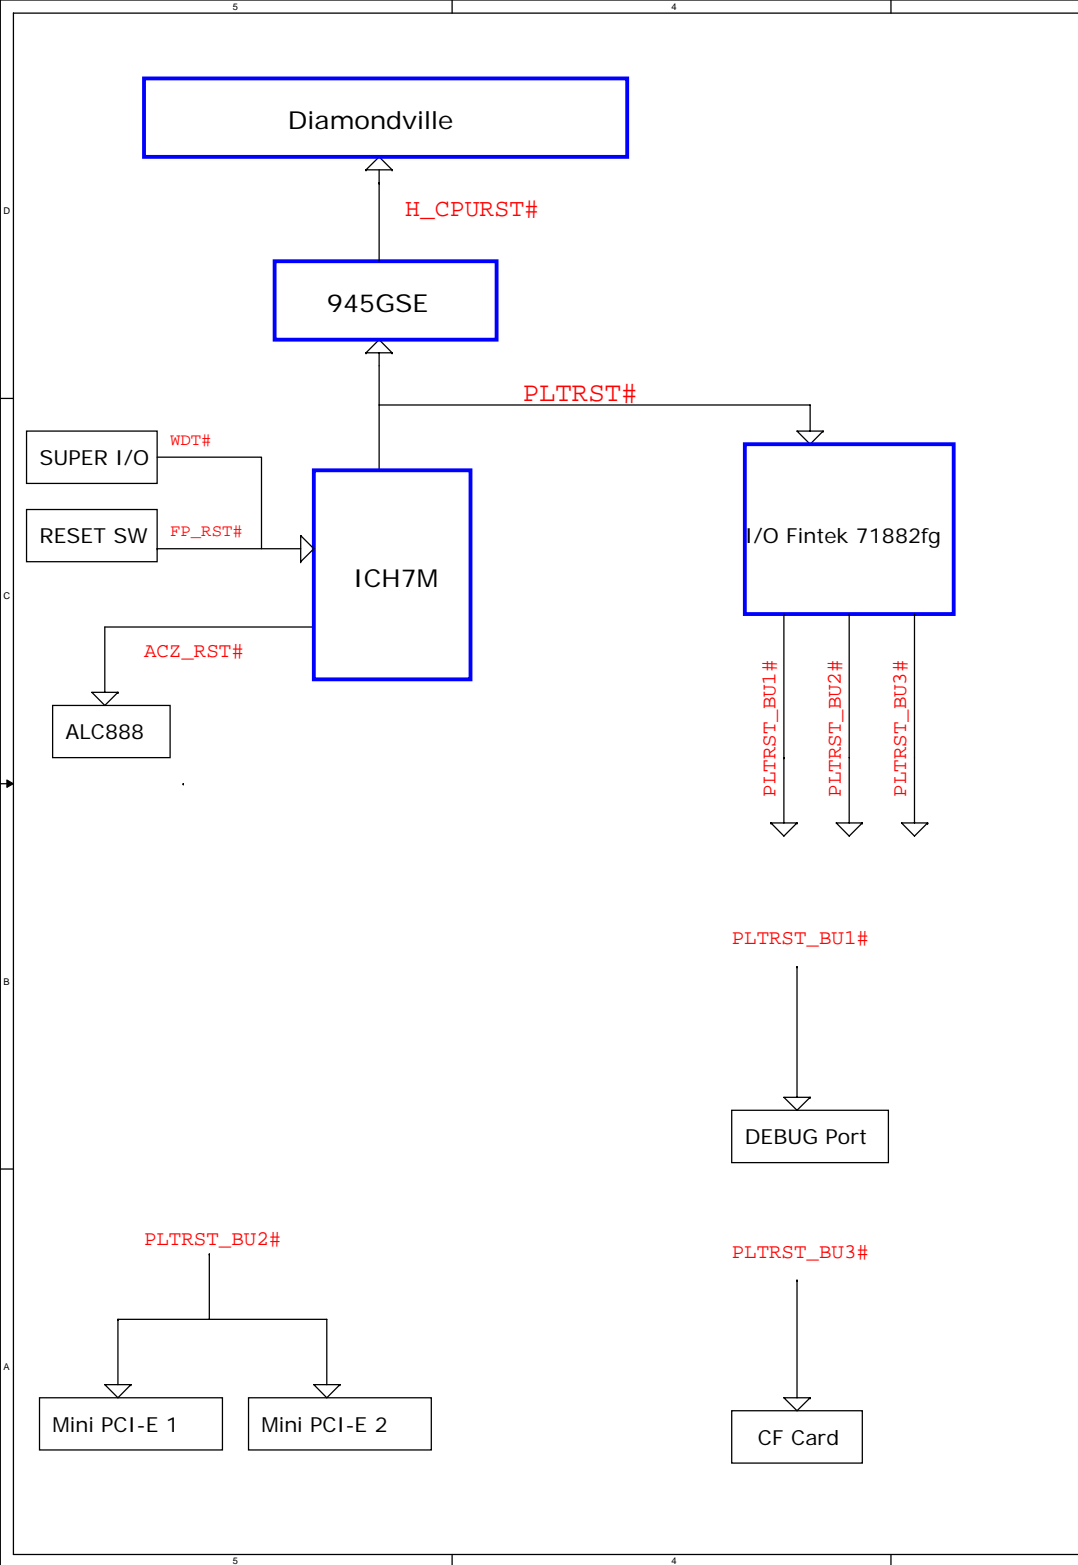 5 4
Diamondville
D
H_CPURST#
945GSE
PLTRST#
WDT#
SUPER I/O
FP_RST#
RESET SW
I/O Fintek 71882fg
ICH7M
C
ACZ_RST#
PLTRST_BU1#
PLTRST_BU2#
PLTRST_BU3#
ALC888
PLTRST_BU1#
B
DEBUG Port
PLTRST_BU2#
PLTRST_BU3#
A
Mini PCI-E 1
Mini PCI-E 2
CF Card
5 4